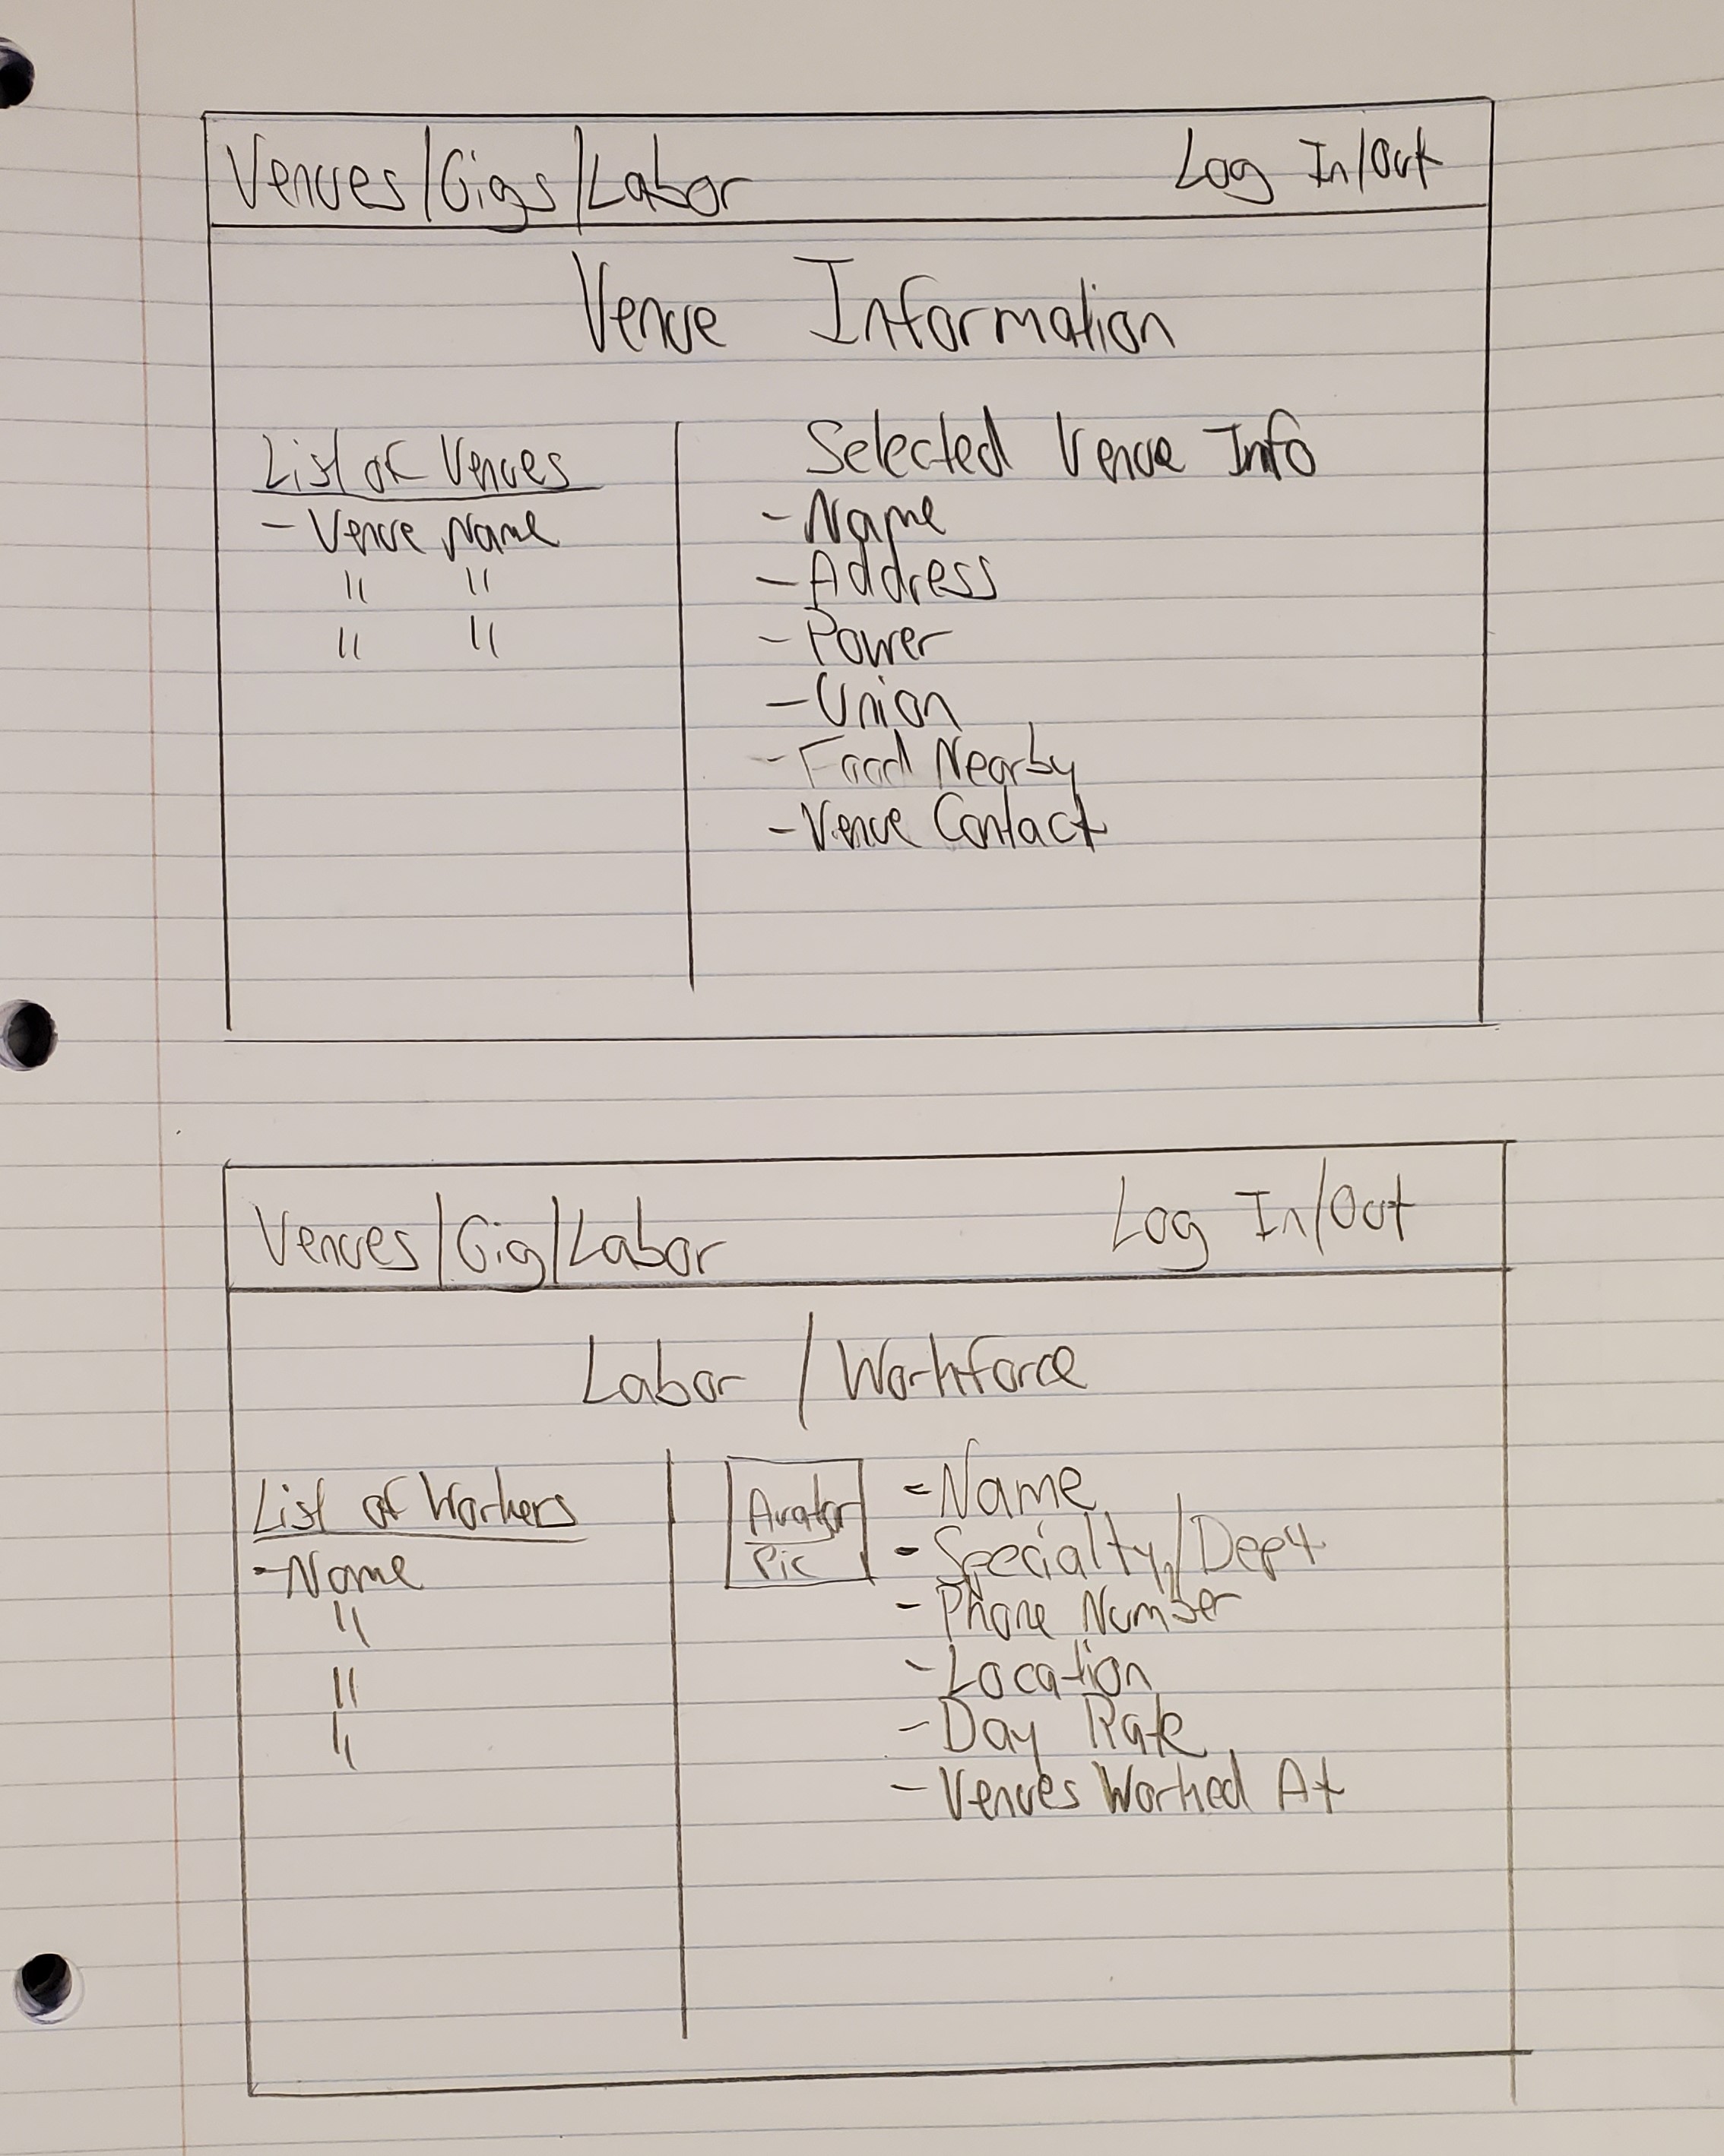 Venues/Gigs/Labor Log In/Out
Venue Information
List of Venues
- Venue Name
" "
" "
Selected Venue Info
- Name
- Address
- Power
- Union
- Food Nearby
- Venue Contact
Venues/Gig/Labor Log In/Out
Labor / Workforce
List of Workers
- Name
"
"
"
Avatar
Pic
- Name
- Specialty/Dept
- Phone Number
- Location
- Day Rate
- Venues Worked At